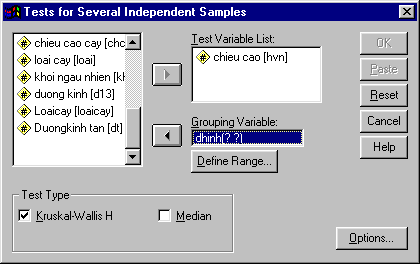 Tests for Several Independent Samples
chieu cao cay [chc
loai cay [loai]
khoi ngau nhien [kh
duong kinh [d13]
Loaicay [loaicay]
Duongkinh tan [dt]
Test Variable List:
chieu cao [hvn]
Grouping Variable:
dhinh(? ?)
Define Range...
OK
Paste
Reset
Cancel
Help
Test Type
Kruskal-Wallis H
Median
Options...